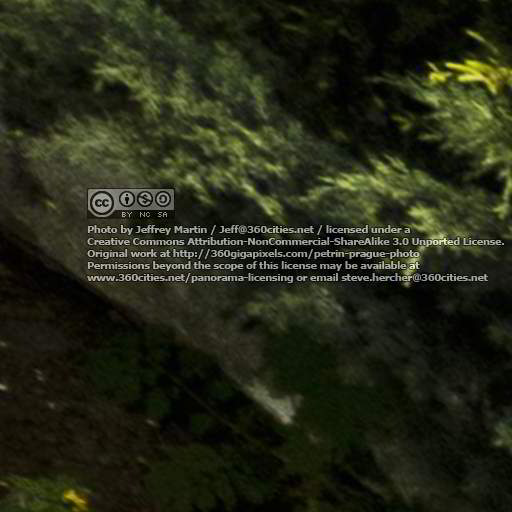 cc BY NC SA
Photo by Jeffrey Martin / Jeff@360cities.net / licensed under a
Creative Commons Attribution-NonCommercial-ShareAlike 3.0 Unported License.
Original work at http://360gigapixels.com/petrin-prague-photo
Permissions beyond the scope of this license may be available at
www.360cities.net/panorama-licensing or email steve.hercher@360cities.net